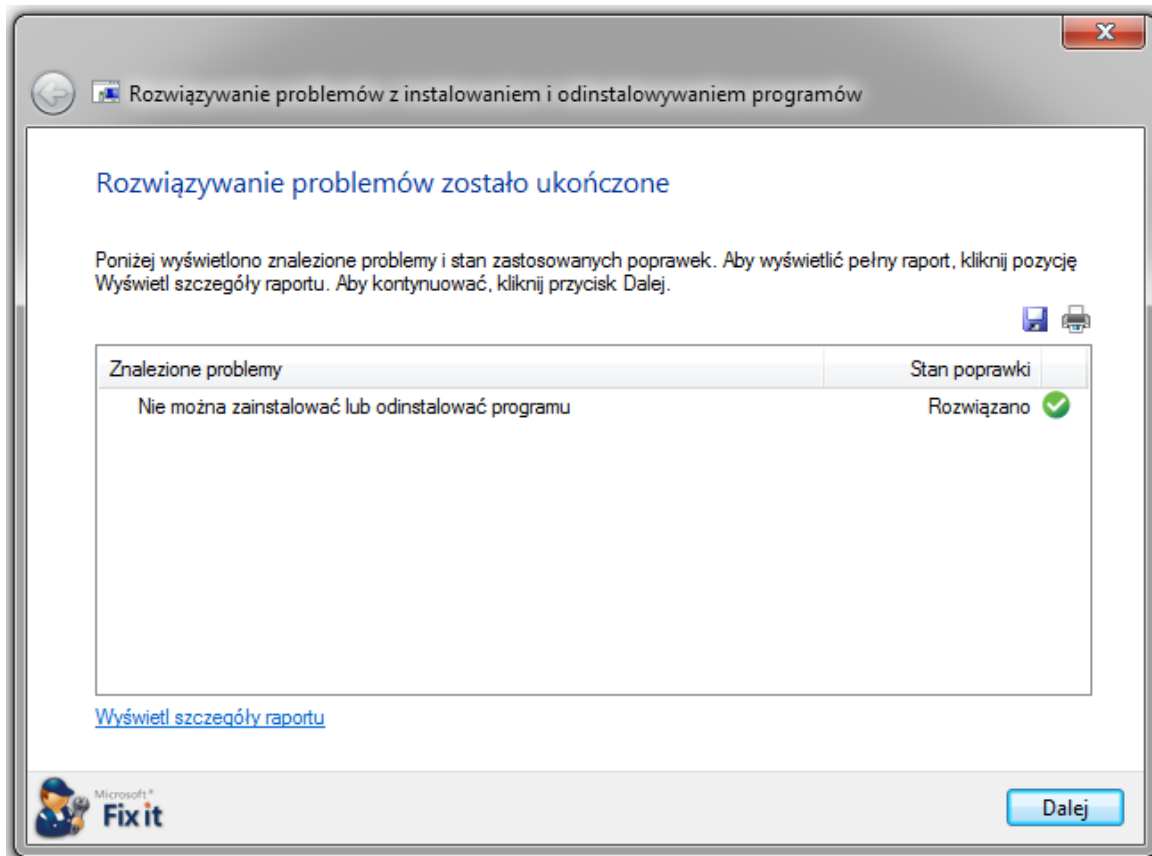 Rozwiązywanie problemów z instalowaniem i odinstalowywaniem programów
Rozwiązywanie problemów zostało ukończone
Poniżej wyświetlono znalezione problemy i stan zastosowanych poprawek. Aby wyświetlić pełny raport, kliknij pozycję
Wyświetl szczegóły raportu. Aby kontynuować, kliknij przycisk Dalej.
Znalezione problemy Stan poprawki
Nie można zainstalować lub odinstalować programu Rozwiązano
Wyświetl szczegóły raportu
Microsoft®
Fix it
Dalej